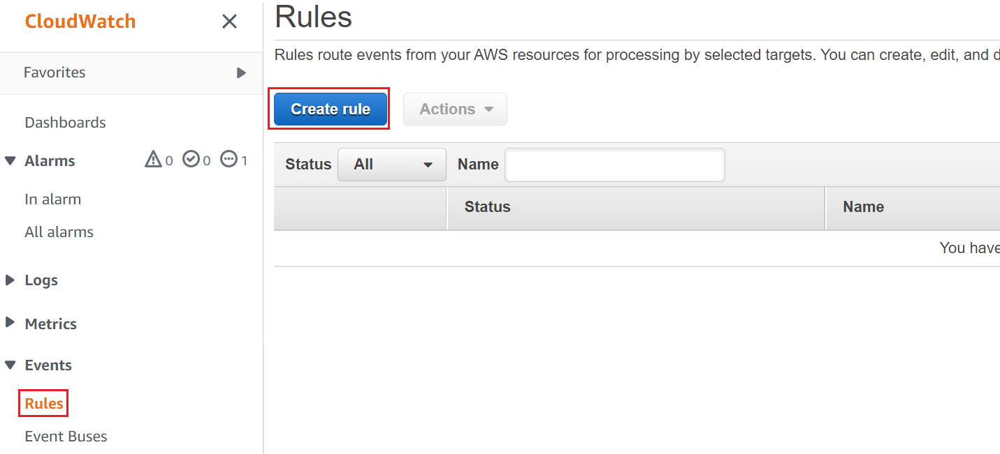 CloudWatch
Favorites
Dashboards
Alarms 0 0 1
In alarm
All alarms
Logs
Metrics
Events
Rules
Event Buses
Rules
Rules route events from your AWS resources for processing by selected targets. You can create, edit, and
Create rule Actions
Status All Name
Status Name
You have